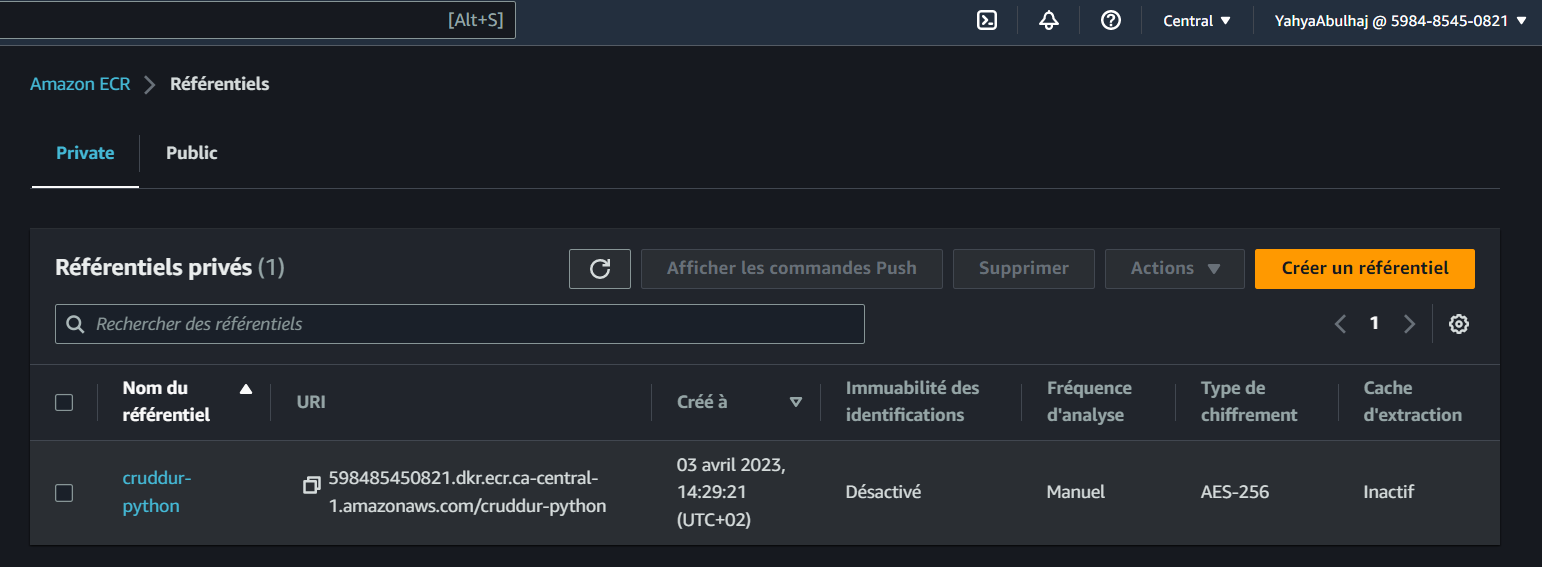 [Alt+S]
Central
YahyaAbulhaj @ 5984-8545-0821
Amazon ECR
Référentiels
Private
Public
Référentiels privés (1)
Afficher les commandes Push
Supprimer
Actions
Créer un référentiel
Rechercher des référentiels
1
Nom du
référentiel
URI
Créé à
Immuabilité des
identifications
Fréquence
d'analyse
Type de
chiffrement
Cache
d'extraction
cruddur-
python
598485450821.dkr.ecr.ca-central-
1.amazonaws.com/cruddur-python
03 avril 2023,
14:29:21
(UTC+02)
Désactivé
Manuel
AES-256
Inactif